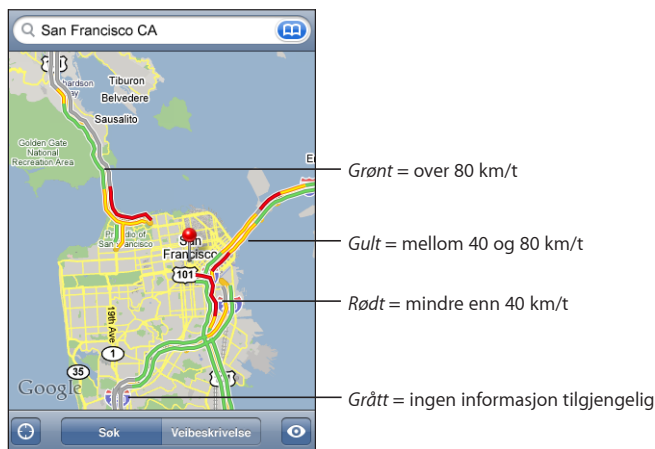 San Francisco CA
Tiburon
Belvedere
Sausalito
Golden Gate
National
Recreation Area
San
Francisco
101
19th Ave
1
35
Google
Søk
Veibeskrivelse
Grønt = over 80 km/t
Gult = mellom 40 og 80 km/t
Rødt = mindre enn 40 km/t
Grått = ingen informasjon tilgjengelig